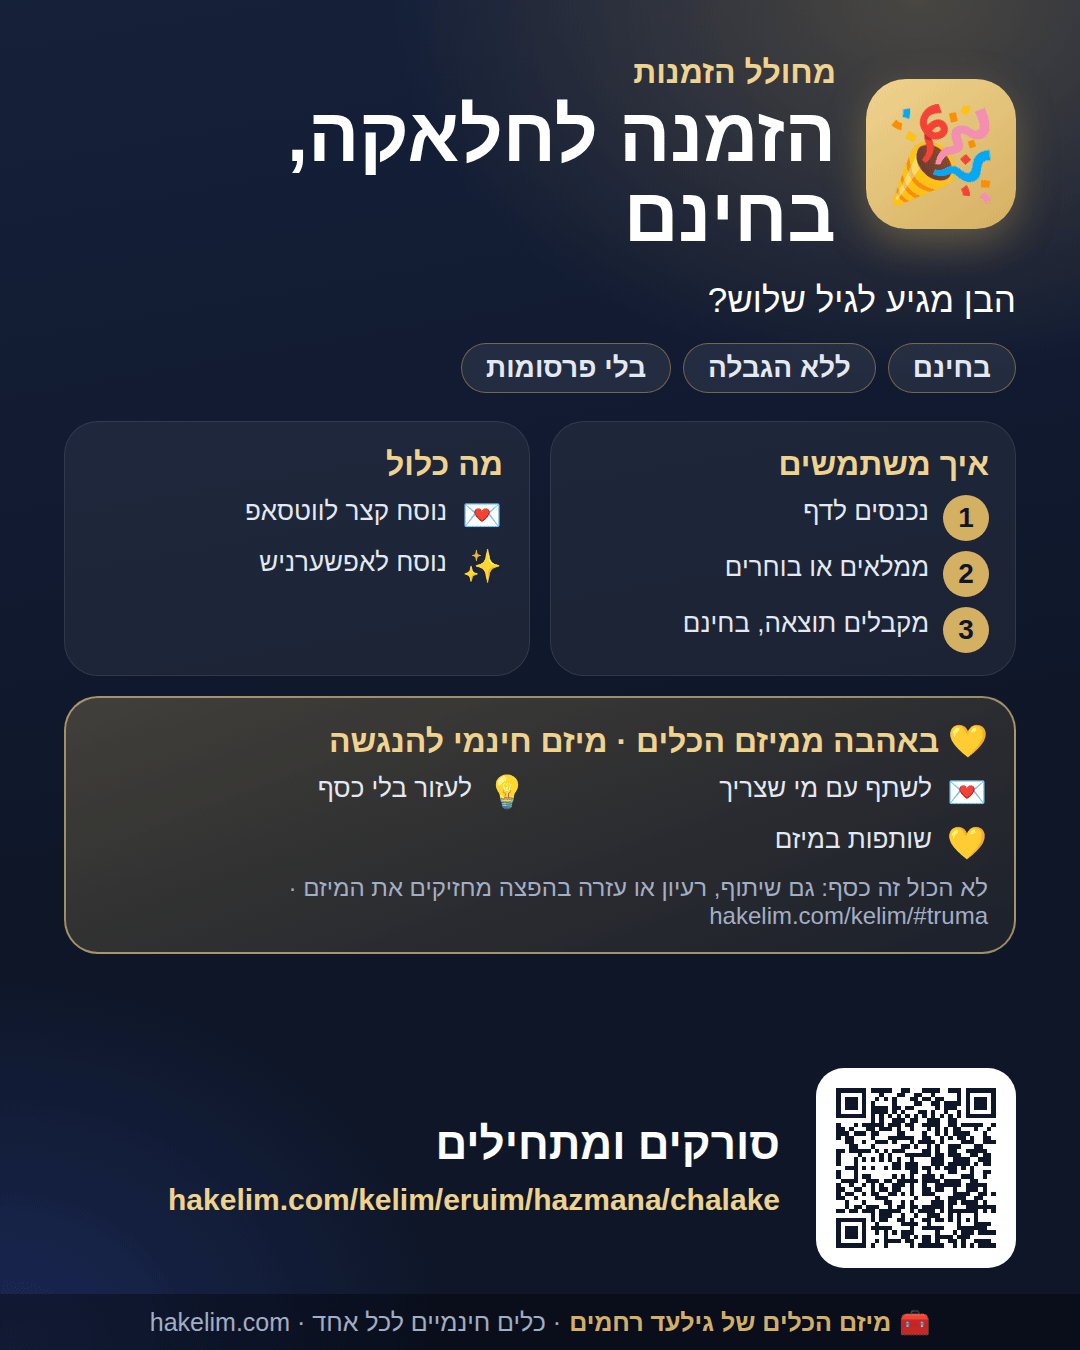 מחולל הזמנות
הזמנה לחלאקה,
בחינם
הבן מגיע לגיל שלוש?
בחינם
ללא הגבלה
בלי פרסומות
איך משתמשים
1 נכנסים לדף
2 ממלאים או בוחרים
3 מקבלים תוצאה, בחינם
מה כלול
נוסח קצר לווטסאפ
נוסח לאפשערניש
באהבה ממיזם הכלים · מיזם חינמי להנגשה
לשתף עם מי שצריך
לעזור בלי כסף
שותפות במיזם
לא הכול זה כסף: גם שיתוף, רעיון או עזרה בהפצה מחזיקים את המיזם ·
hakelim.com/kelim/#truma
סורקים ומתחילים
hakelim.com/kelim/eruim/hazmana/chalake
מיזם הכלים של גילעד רחמים · כלים חינמיים לכל אחד · hakelim.com